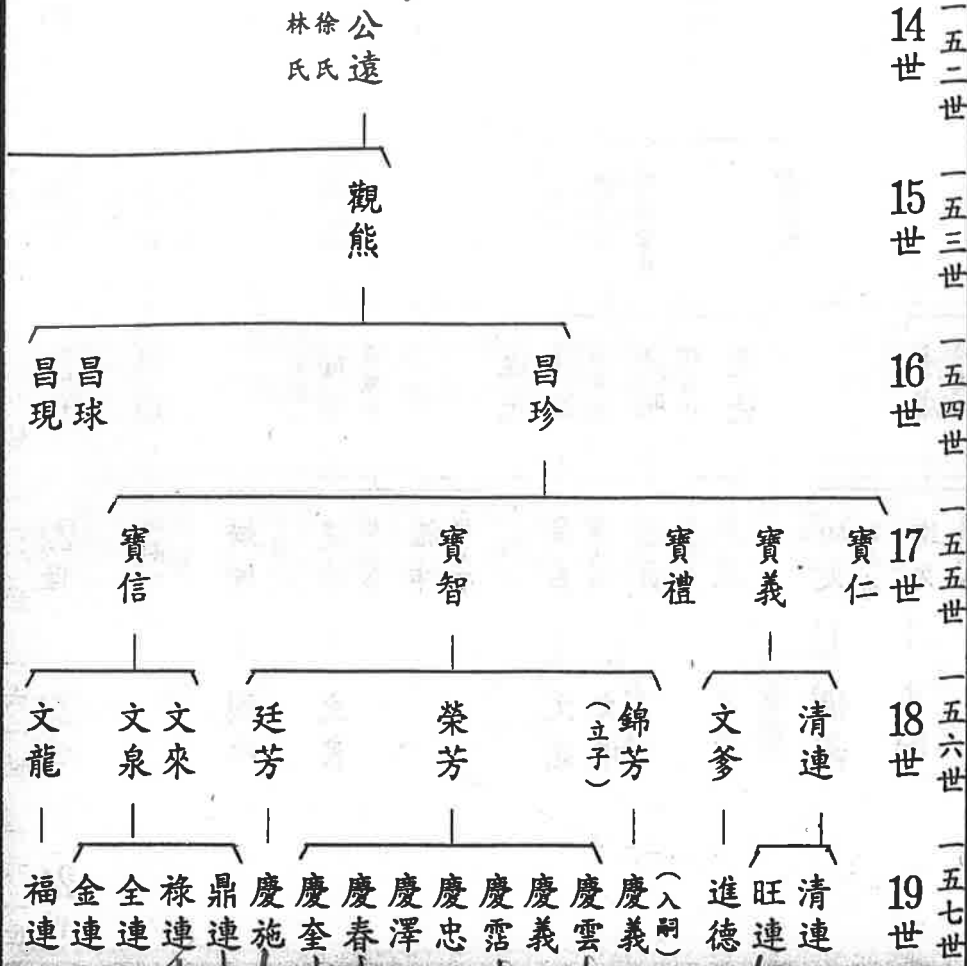 一五二世
14世
公遠
徐氏
林氏
一五三世
15世
觀熊
一五四世
16世
昌珍
昌球
昌現
一五五世
17世
寶仁
寶義
寶禮
寶智
寶信
一五六世
18世
清連
文爹
錦芳
（立子）
榮芳
廷芳
文來
文泉
文龍
一五七世
19世
清連
旺連
進德
（入嗣）
慶義
慶雲
慶義
慶霑
慶忠
慶澤
慶春
慶奎
慶施
鼎連
祿連
全連
金連
福連